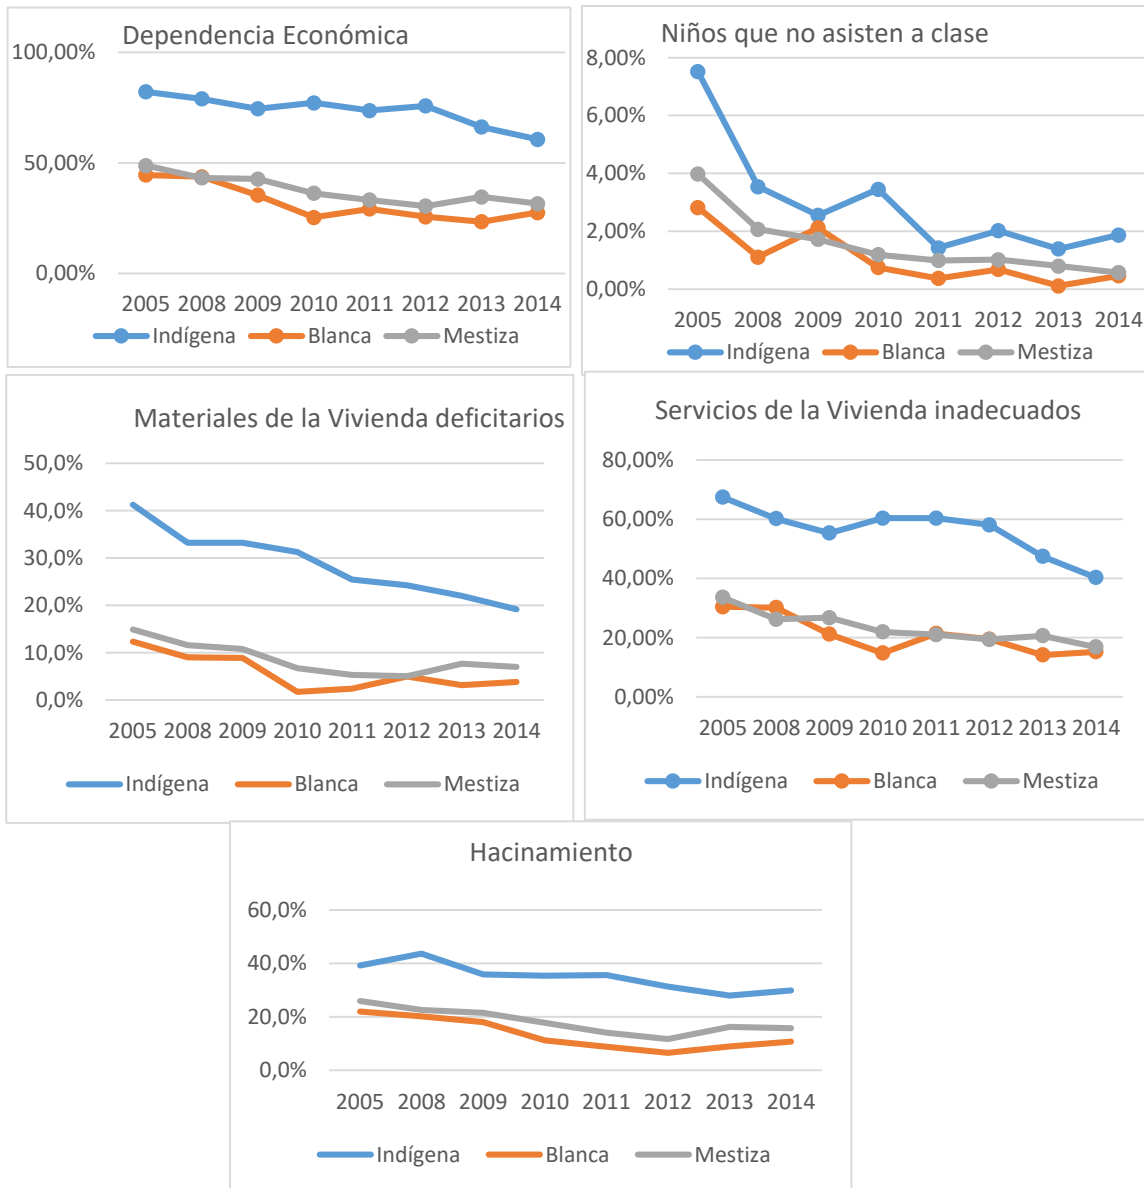 Dependencia Económica
100,00%
50,00%
0,00%
2005 2008 2009 2010 2011 2012 2013 2014
Indígena Blanca Mestiza
Niños que no asisten a clase
8,00%
6,00%
4,00%
2,00%
0,00%
2005 2008 2009 2010 2011 2012 2013 2014
Indígena Blanca Mestiza
Materiales de la Vivienda deficitarios
50,0%
40,0%
30,0%
20,0%
10,0%
0,0%
2005 2008 2009 2010 2011 2012 2013 2014
Indígena Blanca Mestiza
Servicios de la Vivienda inadecuados
80,00%
60,00%
40,00%
20,00%
0,00%
2005 2008 2009 2010 2011 2012 2013 2014
Indígena Blanca Mestiza
Hacinamiento
60,0%
40,0%
20,0%
0,0%
2005 2008 2009 2010 2011 2012 2013 2014
Indígena Blanca Mestiza